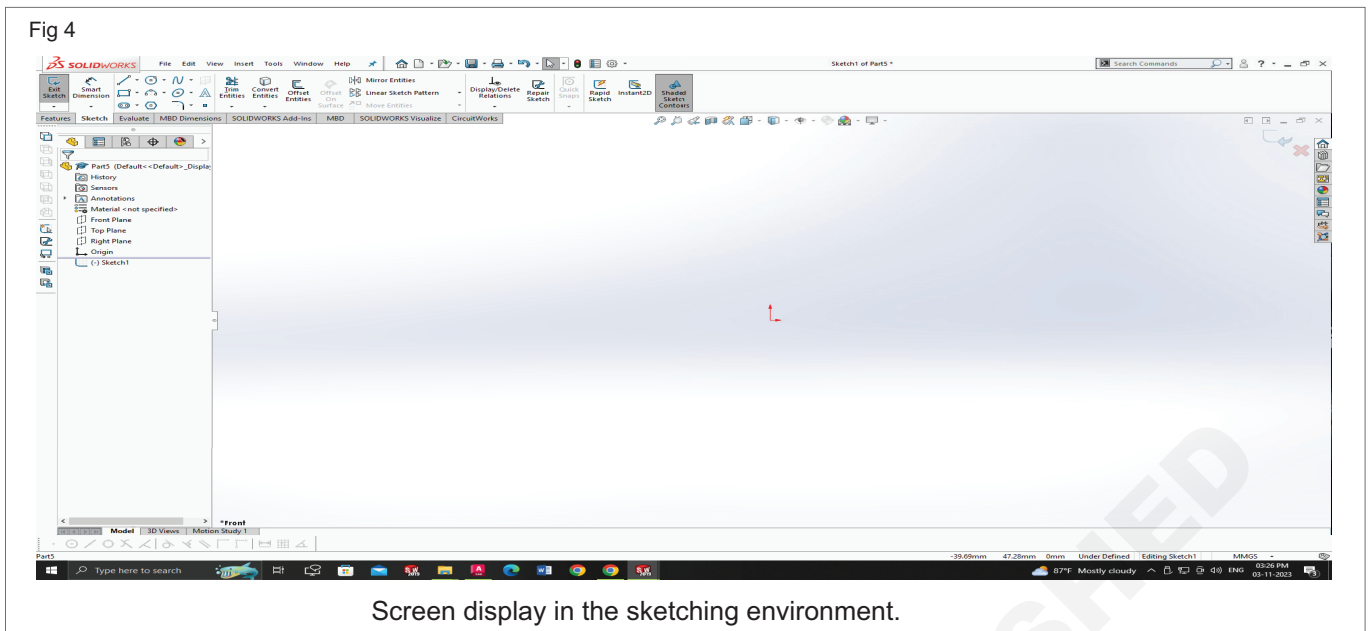 Fig 4
SOLIDWORKS File Edit View Insert Tools Window Help Sketch1 of Part5 * Search Commands
Exit Sketch Smart Dimension Trim Entities Convert Entities Offset Entities Offset On Surface Mirror Entities Linear Sketch Pattern Move Entities Display/Delete Relations Repair Sketch Quick Snaps Rapid Sketch Instant2D Shaded Sketch Contours
Features Sketch Evaluate MBD Dimensions SOLIDWORKS Add-Ins MBD SOLIDWORKS Visualize CircuitWorks
Part5 (Default<<Default>_Display
History
Sensors
Annotations
Material <not specified>
Front Plane
Top Plane
Right Plane
Origin
(-) Sketch1
*Front
Model 3D Views Motion Study 1
Part5 -39.69mm 47.28mm 0mm Under Defined Editing Sketch1 MMGS -
Type here to search 87°F Mostly cloudy ENG 03:26 PM
03-11-2023
Screen display in the sketching environment.
SHED